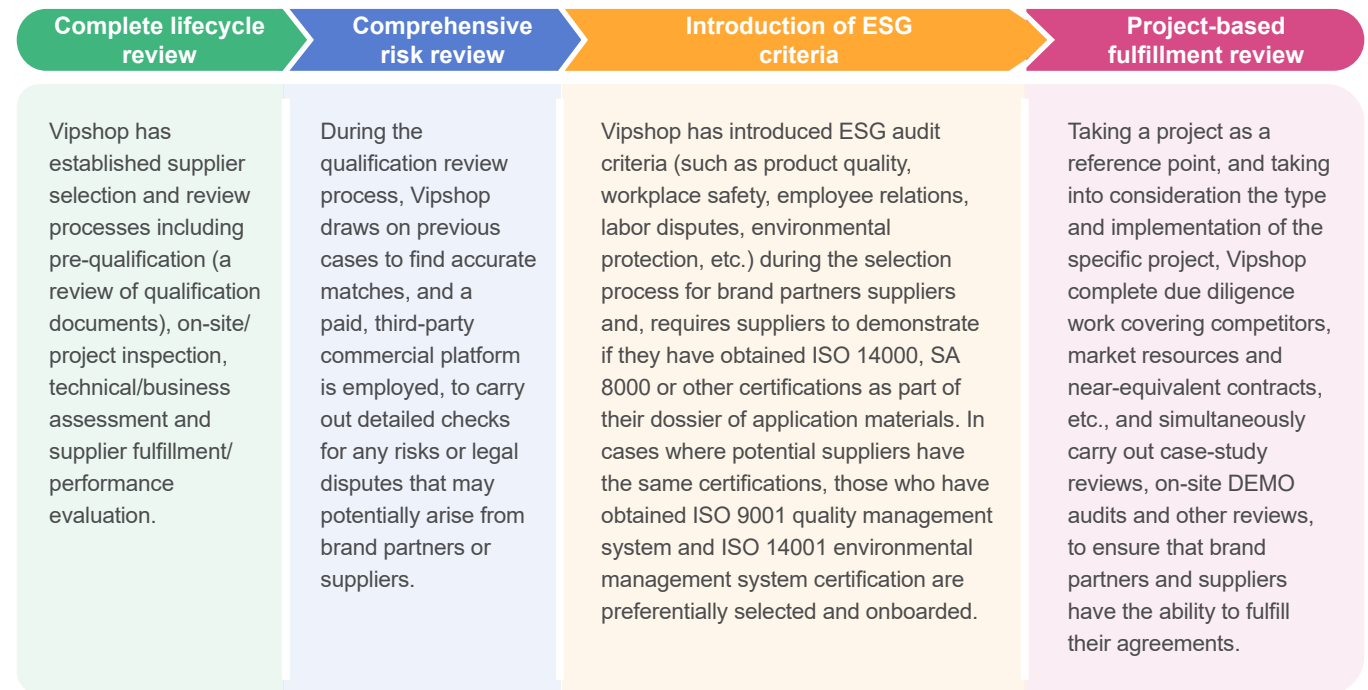 Complete lifecycle
review
Comprehensive
risk review
Introduction of ESG
criteria
Project-based
fulfillment review
Vipshop has
established supplier
selection and review
processes including
pre-qualification (a
review of qualification
documents), on-site/
project inspection,
technical/business
assessment and
supplier fulfillment/
performance
evaluation.
During the
qualification review
process, Vipshop
draws on previous
cases to find accurate
matches, and a
paid, third-party
commercial platform
is employed, to carry
out detailed checks
for any risks or legal
disputes that may
potentially arise from
brand partners or
suppliers.
Vipshop has introduced ESG audit
criteria (such as product quality,
workplace safety, employee relations,
labor disputes, environmental
protection, etc.) during the selection
process for brand partners suppliers
and, requires suppliers to demonstrate
if they have obtained ISO 14000, SA
8000 or other certifications as part of
their dossier of application materials. In
cases where potential suppliers have
the same certifications, those who have
obtained ISO 9001 quality management
system and ISO 14001 environmental
management system certification are
preferentially selected and onboarded.
Taking a project as a
reference point, and taking
into consideration the type
and implementation of the
specific project, Vipshop
complete due diligence
work covering competitors,
market resources and
near-equivalent contracts,
etc., and simultaneously
carry out case-study
reviews, on-site DEMO
audits and other reviews,
to ensure that brand
partners and suppliers
have the ability to fulfill
their agreements.